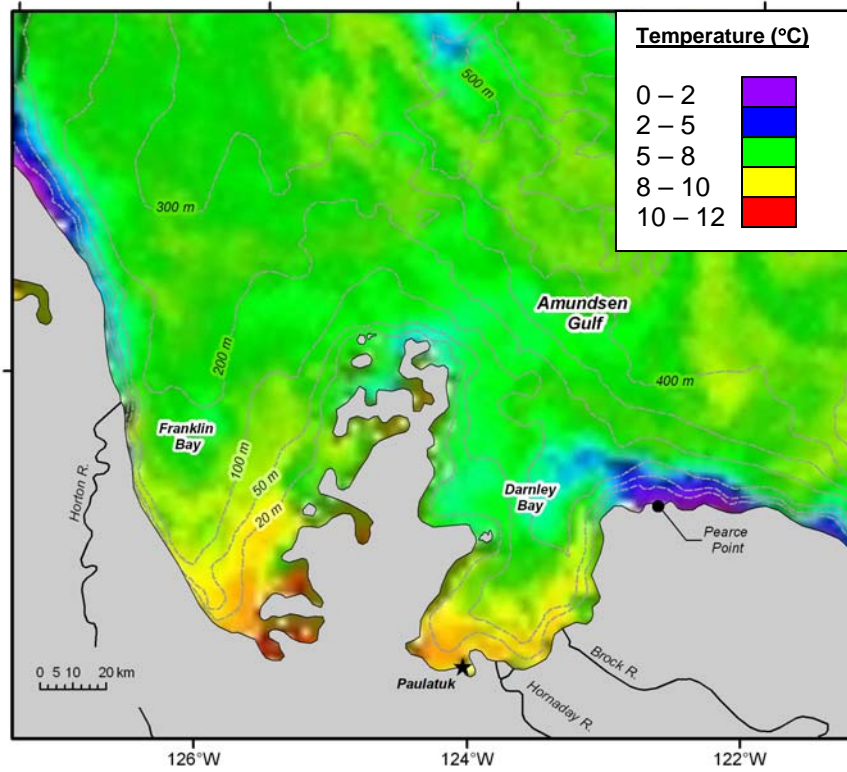 Temperature (°C)
0 – 2
2 – 5
5 – 8
8 – 10
10 – 12
500 m
300 m
Amundsen
Gulf
200 m
400 m
Franklin
Bay
100 m
50 m
20 m
Horton R.
Darnley
Bay
Pearce
Point
0 5 10 20 km
Paulatuk
Brock R.
Hornaday R.
126°W
124°W
122°W